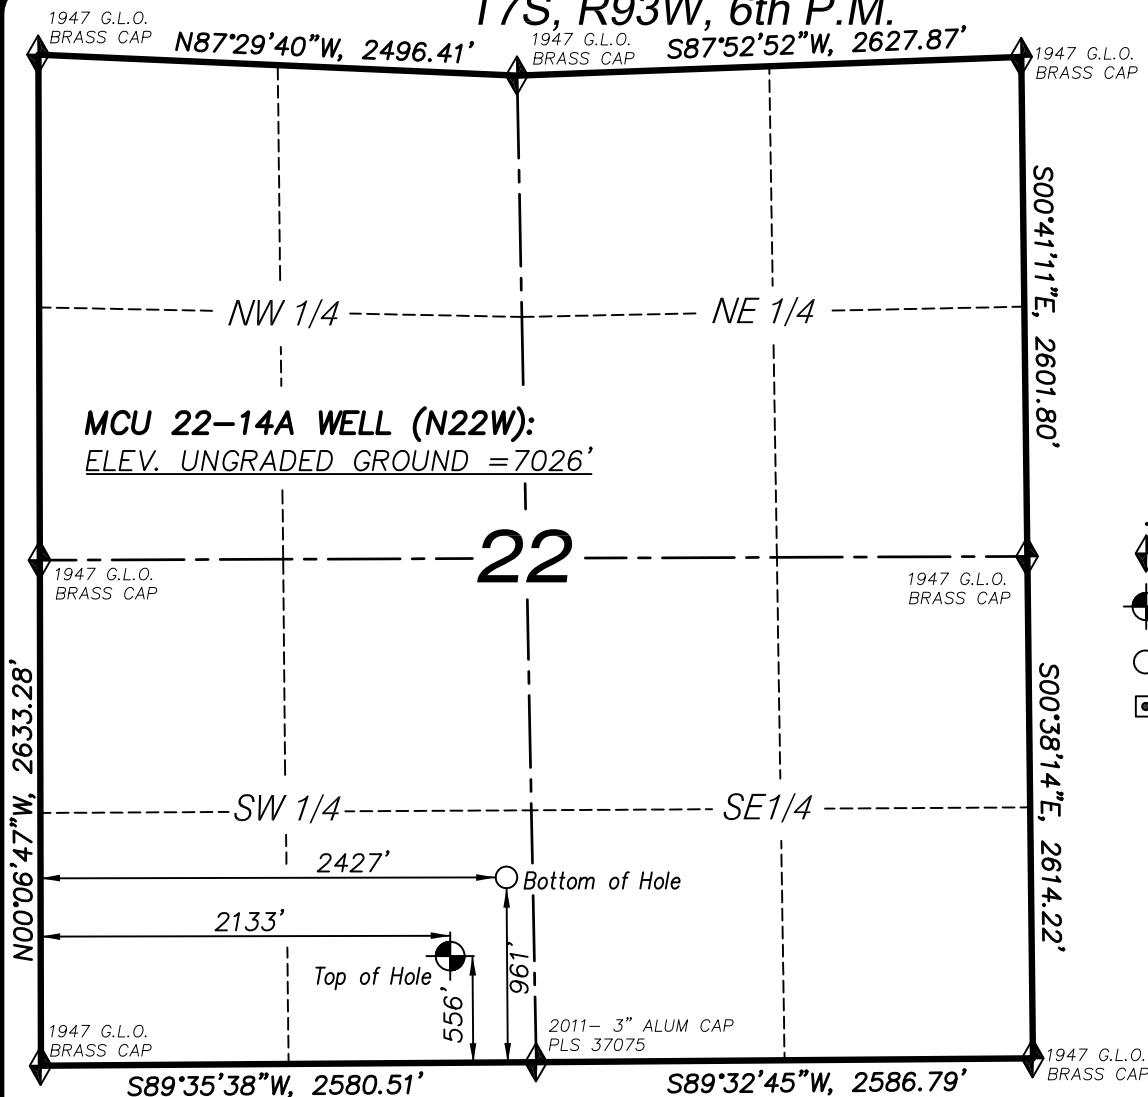 T7S, R93W, 6th P.M.
1947 G.L.O.
BRASS CAP
N87°29'40"W, 2496.41'
1947 G.L.O.
BRASS CAP
S87°52'52"W, 2627.87'
1947 G.L.O.
BRASS CAP
S00°41'11"E, 2601.80'
NW 1/4
NE 1/4
MCU 22-14A WELL (N22W):
ELEV. UNGRADED GROUND =7026'
22
1947 G.L.O.
BRASS CAP
1947 G.L.O.
BRASS CAP
N00°06'47"W, 2633.28'
S00°38'14"E, 2614.22'
SW 1/4
SE1/4
2427'
Bottom of Hole
2133'
Top of Hole
556'
961'
1947 G.L.O.
BRASS CAP
2011- 3" ALUM CAP
PLS 37075
1947 G.L.O.
BRASS CAP
S89°35'38"W, 2580.51'
S89°32'45"W, 2586.79'